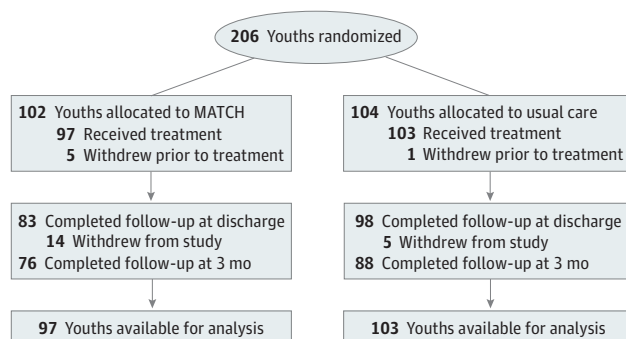 206 Youths randomized
102 Youths allocated to MATCH
97 Received treatment
5 Withdrew prior to treatment
104 Youths allocated to usual care
103 Received treatment
1 Withdrew prior to treatment
83 Completed follow-up at discharge
14 Withdrew from study
76 Completed follow-up at 3 mo
98 Completed follow-up at discharge
5 Withdrew from study
88 Completed follow-up at 3 mo
97 Youths available for analysis
103 Youths available for analysis